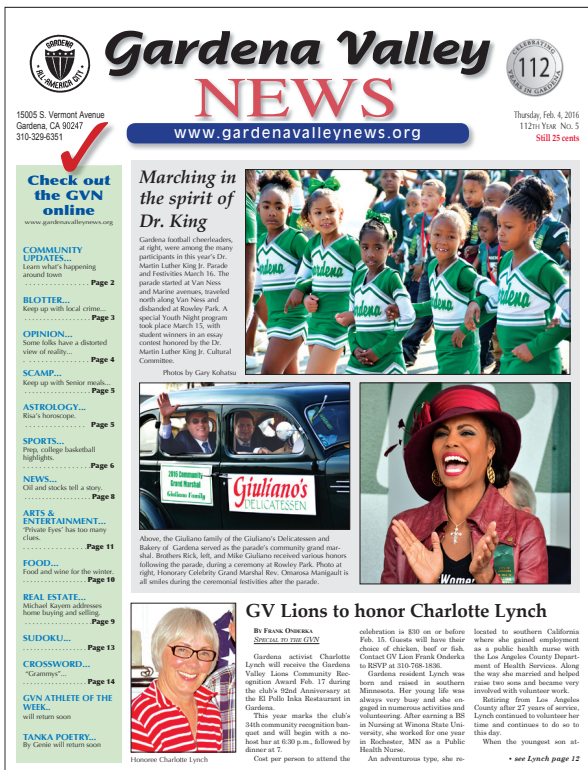 GARDENA
ALL-AMERICA CITY
Gardena Valley
NEWS
CELEBRATING
112
YEARS IN GARDENA
15005 S. Vermont Avenue
Gardena, CA 90247
310-329-6351
www.gardenavalleynews.org
Thursday, Feb. 4, 2016
112TH YEAR NO. 5
Still 25 cents
Check out
the GVN
online
www.gardenavalleynews.org
COMMUNITY
UPDATES...
Learn what's happening
around town
Page 2
BLOTTER...
Keep up with local crime...
Page 3
OPINION...
Some folks have a distorted
view of reality...
Page 4
SCAMP...
Keep up with Senior meals...
Page 5
ASTROLOGY...
Risa's horoscope.
Page 5
SPORTS...
Prep, college basketball
highlights.
Page 6
NEWS...
Oil and stocks tell a story.
Page 8
ARTS &
ENTERTAINMENT...
'Private Eyes' has too many
clues.
Page 11
FOOD...
Food and wine for the winter.
Page 10
REAL ESTATE...
Michael Kayem addresses
home buying and selling.
Page 9
SUDOKU...
Page 13
CROSSWORD...
"Grammys"...
Page 14
GVN ATHLETE OF THE
WEEK..
will return soon
TANKA POETRY...
By Genie will return soon
Marching in
the spirit of
Dr. King
Gardena football cheerleaders,
at right, were among the many
participants in this year's Dr.
Martin Luther King Jr. Parade
and Festivities March 16. The
parade started at Van Ness
and Marine avenues, traveled
north along Van Ness and
disbanded at Rowley Park. A
special Youth Night program
took place March 15, with
student winners in an essay
contest honored by the Dr.
Martin Luther King Jr. Cultural
Committee.
Photos by Gary Kohatsu
Gardena
2016 Community
Grand Marshal
Giuliano Family
Giuliano's
DELICATESSEN
Women
Above, the Giuliano family of the Giuliano's Delicatessen and
Bakery of Gardena served as the parade's community grand mar-
shal. Brothers Rick, left, and Mike Giuliano received various honors
following the parade, during a ceremony at Rowley Park. Photo at
right, Honorary Celebrity Grand Marshal Rev. Omarosa Manigault is
all smiles during the ceremonial festivities after the parade.
Honoree Charlotte Lynch
GV Lions to honor Charlotte Lynch
BY FRANK ONDERKA
SPECIAL TO THE GVN
Gardena activist Charlotte
Lynch will receive the Gardena
Valley Lions Community Rec-
ognition Award Feb. 17 during
the club's 92nd Anniversary at
the El Pollo Inka Restaurant in
Gardena.
This year marks the club's
34th community recognition ban-
quet and will begin with a no-
host bar at 6:30 p.m., followed by
dinner at 7.
Cost per person to attend the
celebration is $30 on or before
Feb. 15. Guests will have their
choice of chicken, beef or fish.
Contact GV Lion Frank Onderka
to RSVP at 310-768-1836.
Gardena resident Lynch was
born and raised in southern
Minnesota. Her young life was
always very busy and she en-
gaged in numerous activities and
volunteering. After earning a BS
in Nursing at Winona State Uni-
versity, she worked for one year
in Rochester, MN as a Public
Health Nurse.
An adventurous type, she re-
located to southern California
where she gained employment
as a public health nurse with
the Los Angeles County Depart-
ment of Health Services. Along
the way she married and helped
raise two sons and became very
involved with volunteer work.
Retiring from Los Angeles
County after 27 years of service,
Lynch continued to volunteer her
time and continues to do so to
this day.
When the youngest son at-
• see Lynch page 12